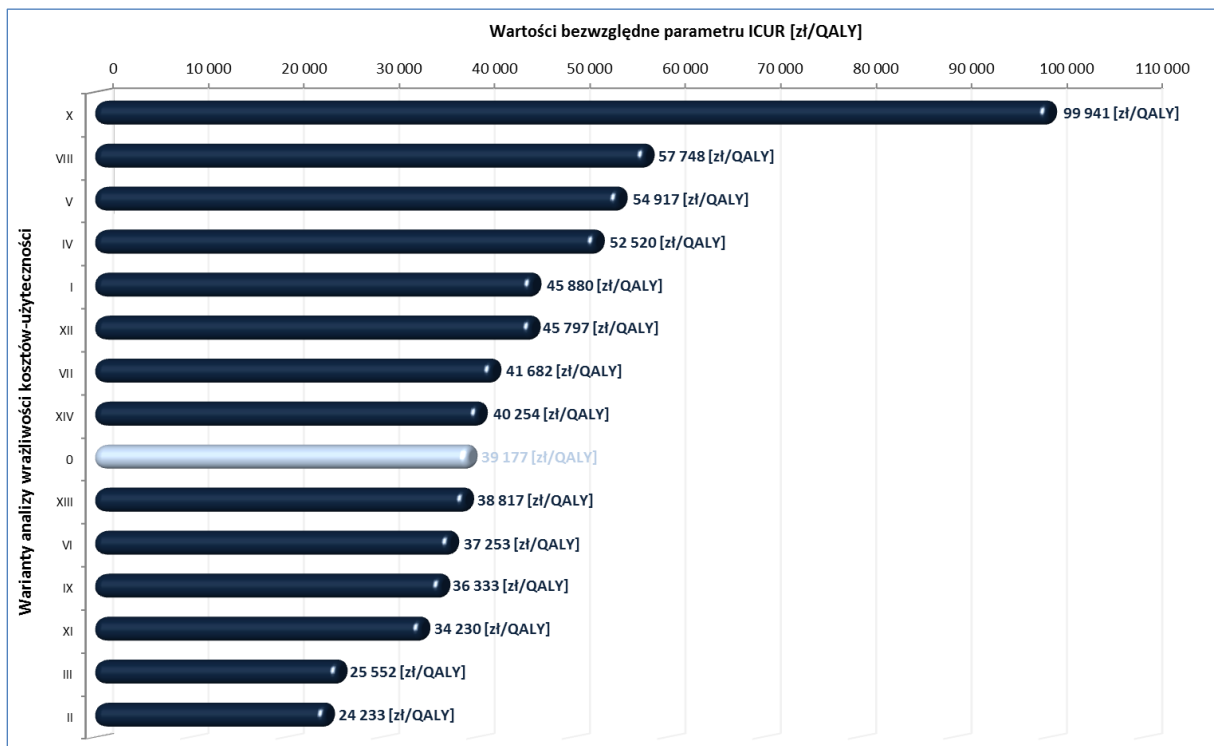 Wartości bezwzględne parametru ICUR [zł/QALY]
0 10 000 20 000 30 000 40 000 50 000 60 000 70 000 80 000 90 000 100 000 110 000
Warianty analizy wrażliwości kosztów-użyteczności
X 99 941 [zł/QALY]
VIII 57 748 [zł/QALY]
V 54 917 [zł/QALY]
IV 52 520 [zł/QALY]
I 45 880 [zł/QALY]
XII 45 797 [zł/QALY]
VII 41 682 [zł/QALY]
XIV 40 254 [zł/QALY]
0 39 177 [zł/QALY]
XIII 38 817 [zł/QALY]
VI 37 253 [zł/QALY]
IX 36 333 [zł/QALY]
XI 34 230 [zł/QALY]
III 25 552 [zł/QALY]
II 24 233 [zł/QALY]